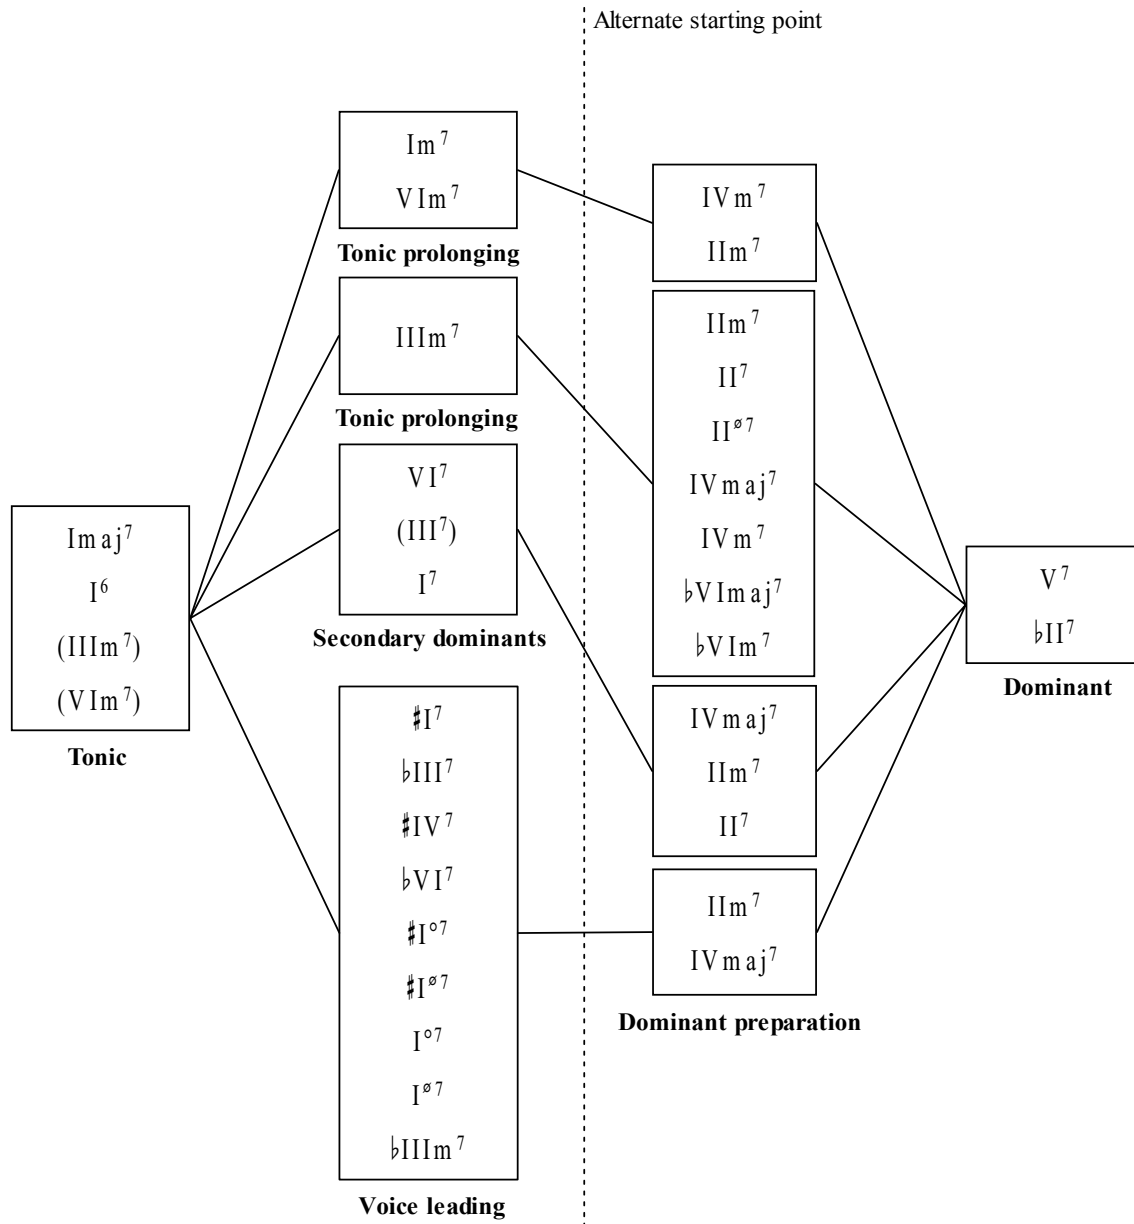 Alternate starting point
Im⁷
VIm⁷
Tonic prolonging
IIIm⁷
Tonic prolonging
VI⁷
(III⁷)
I⁷
Secondary dominants
Imaj⁷
I⁶
(IIIm⁷)
(VIm⁷)
Tonic
♯I⁷
♭III⁷
♯IV⁷
♭VI⁷
♯I°⁷
♯Iø⁷
I°⁷
Iø⁷
♭IIIm⁷
Voice leading
IVm⁷
IIm⁷
IIm⁷
II⁷
IIø⁷
IVmaj⁷
IVm⁷
♭VImaj⁷
♭VIm⁷
IVmaj⁷
IIm⁷
II⁷
IIm⁷
IVmaj⁷
Dominant preparation
V⁷
♭II⁷
Dominant